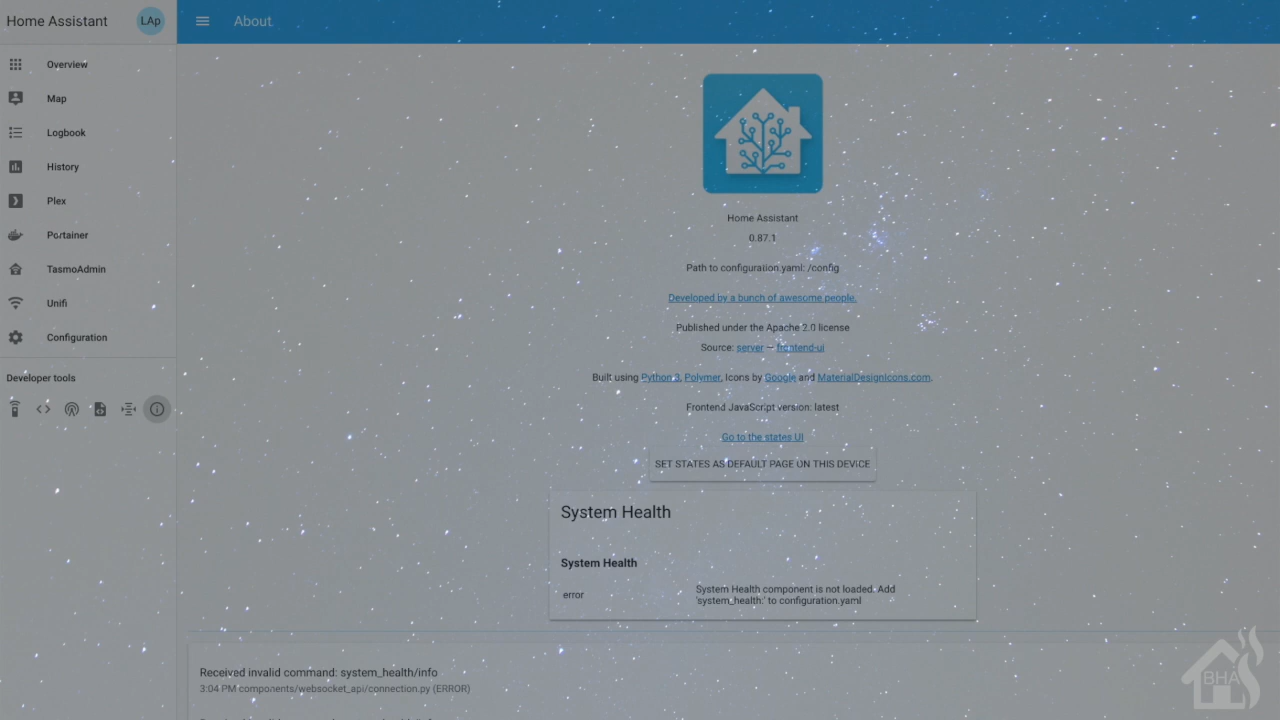 Home Assistant
LAp
About
Overview
Map
Logbook
History
Plex
Portainer
TasmoAdmin
Unifi
Configuration
Developer tools
Home Assistant
0.87.1
Path to configuration.yaml: /config
Developed by a bunch of awesome people.
Published under the Apache 2.0 license
Source: server — frontend-ui
Built using Python 3, Polymer, Icons by Google and MaterialDesignIcons.com.
Frontend JavaScript version: latest
Go to the states UI
SET STATES AS DEFAULT PAGE ON THIS DEVICE
System Health
System Health
error
System Health component is not loaded. Add
'system_health:' to configuration.yaml
Received invalid command: system_health/info
3:04 PM components/websocket_api/connection.py (ERROR)
BHA